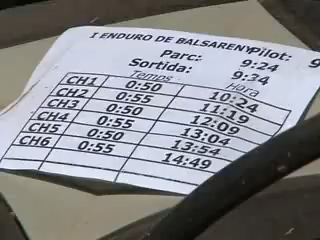 I ENDURO DE BALSARENY Pilot: 9
Parc: 9:24
Sortida: 9:34
Temps Hora
CH1 0:50 10:24
CH2 0:55 11:19
CH3 0:50 12:09
CH4 0:55 13:04
CH5 0:50 13:54
CH6 0:55 14:49